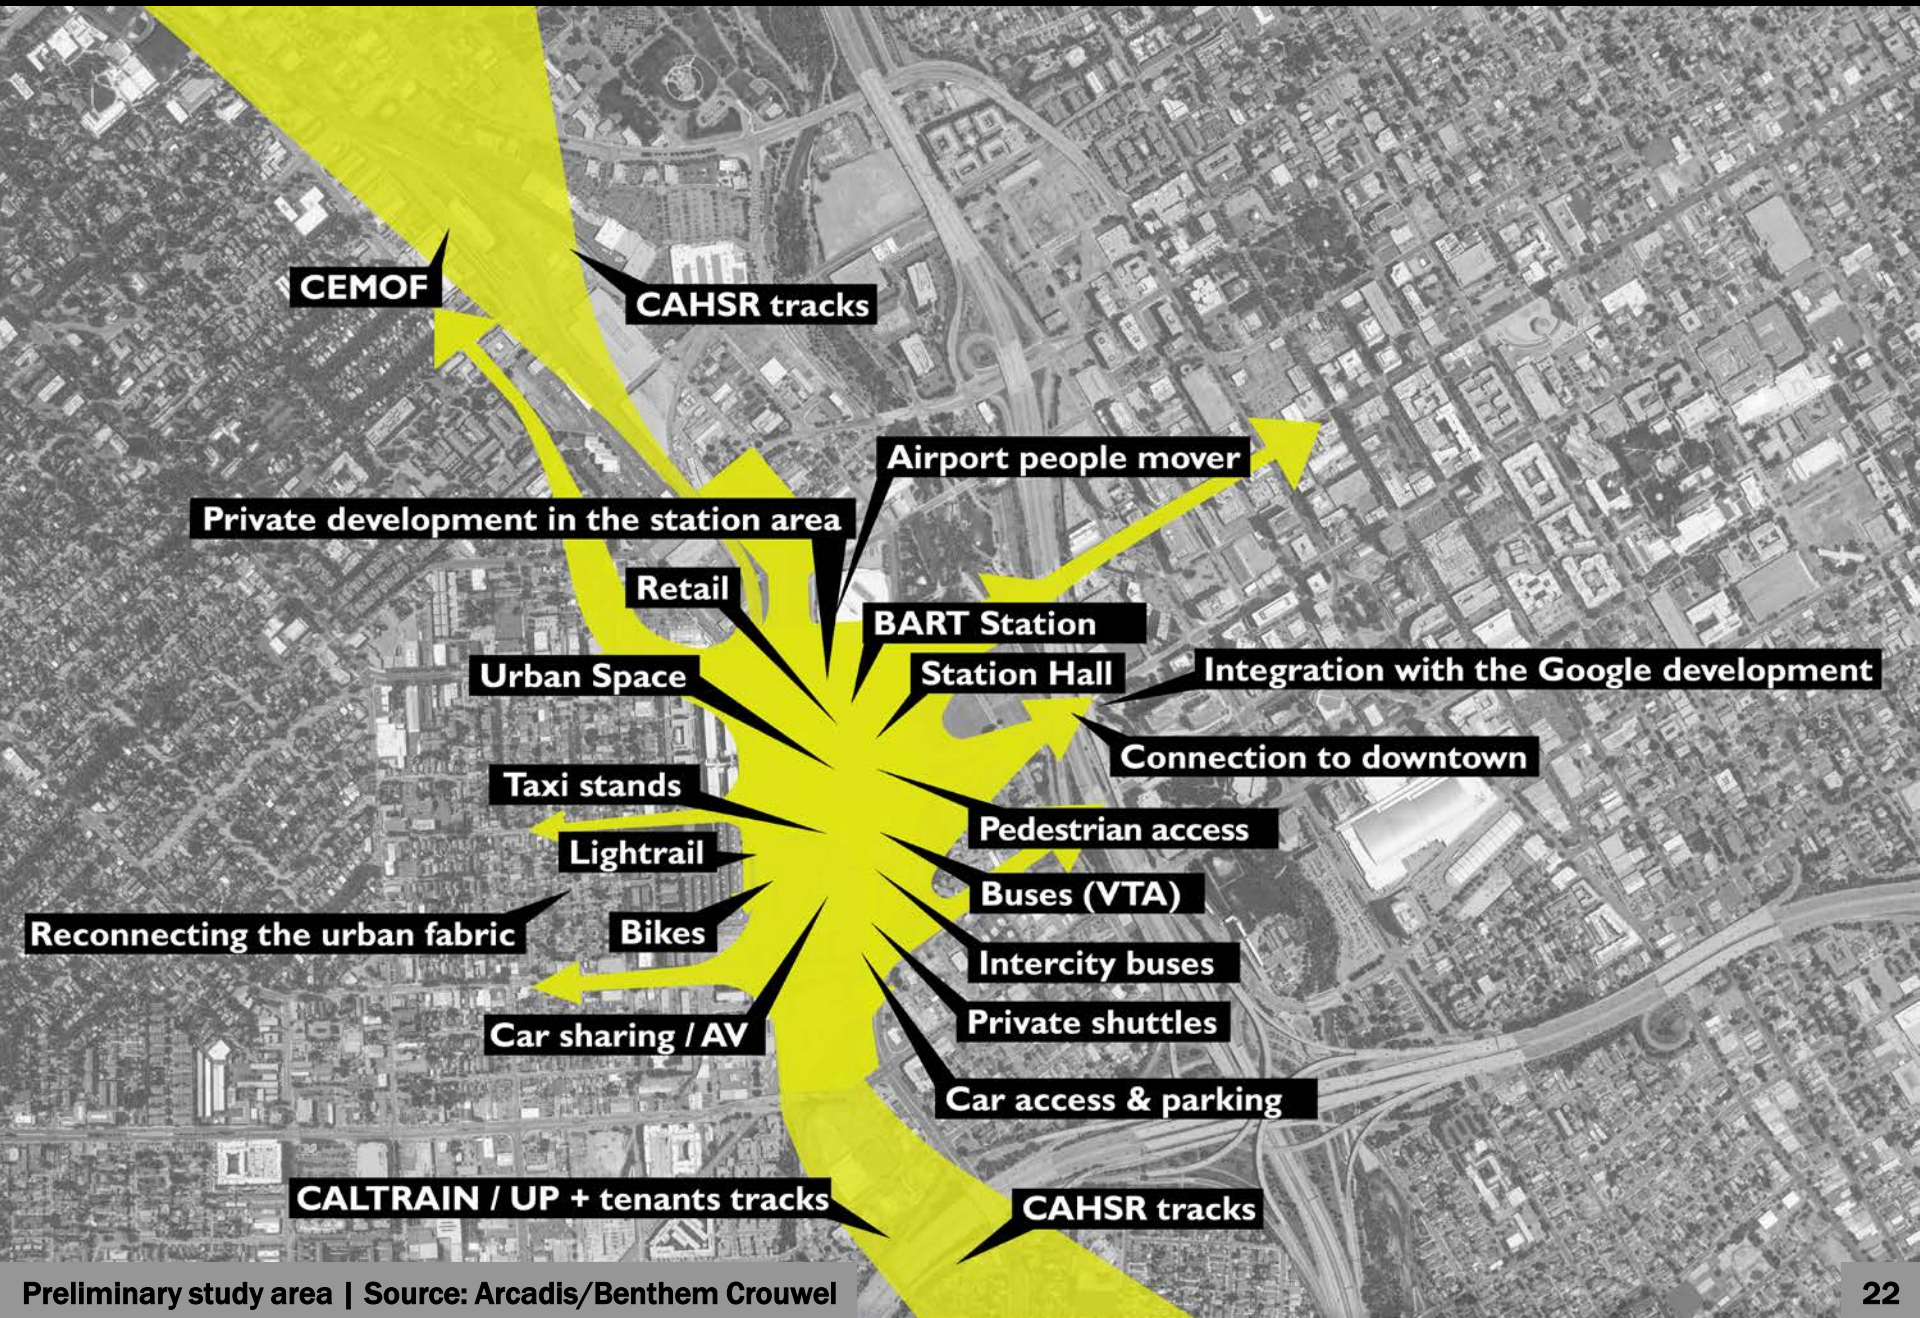 CEMOF
CAHSR tracks
Airport people mover
Private development in the station area
Retail
BART Station
Urban Space
Station Hall
Integration with the Google development
Connection to downtown
Taxi stands
Pedestrian access
Lightrail
Buses (VTA)
Reconnecting the urban fabric
Bikes
Intercity buses
Car sharing / AV
Private shuttles
Car access & parking
CALTRAIN / UP + tenants tracks
CAHSR tracks
Preliminary study area | Source: Arcadis/Benthem Crouwel
22